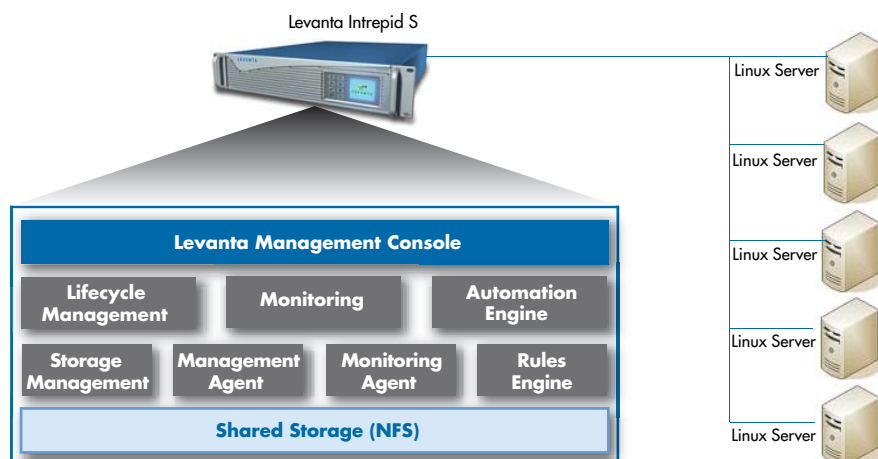 Levanta Intrepid S
LEVANTA
Linux Server
Linux Server
Linux Server
Linux Server
Linux Server
Levanta Management Console
Lifecycle
Management
Monitoring
Automation
Engine
Storage
Management
Management
Agent
Monitoring
Agent
Rules
Engine
Shared Storage (NFS)